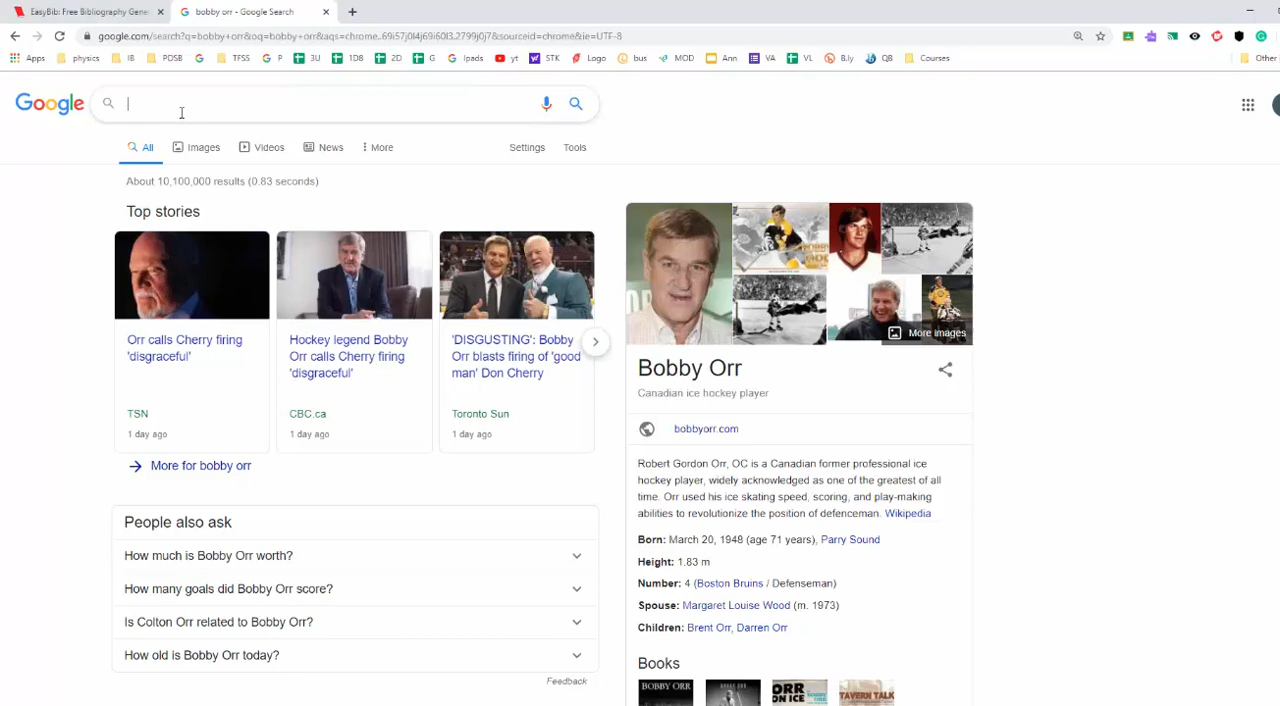 EasyBib: Free Bibliography Gene
bobby orr - Google Search
google.com/search?q=bobby+orr&oq=bobby+orr&aqs=chrome..69i57j0l4j69i60l3.2799j0j7&sourceid=chrome&ie=UTF-8
Apps physics IB PDSB TFSS G P 3U 1D8 2D G Ipads yt STK Logo bus MOD Ann VA VL B.ly QB Courses Other
Google
All Images Videos News More Settings Tools
About 10,100,000 results (0.83 seconds)
Top stories
Orr calls Cherry firing
'disgraceful'
TSN
1 day ago
Hockey legend Bobby
Orr calls Cherry firing
'disgraceful'
CBC.ca
1 day ago
'DISGUSTING': Bobby
Orr blasts firing of 'good
man' Don Cherry
Toronto Sun
1 day ago
More for bobby orr
People also ask
How much is Bobby Orr worth?
How many goals did Bobby Orr score?
Is Colton Orr related to Bobby Orr?
How old is Bobby Orr today?
Feedback
More images
Bobby Orr
Canadian ice hockey player
bobbyorr.com
Robert Gordon Orr, OC is a Canadian former professional ice
hockey player, widely acknowledged as one of the greatest of all
time. Orr used his ice skating speed, scoring, and play-making
abilities to revolutionize the position of defenceman. Wikipedia
Born: March 20, 1948 (age 71 years), Parry Sound
Height: 1.83 m
Number: 4 (Boston Bruins / Defenseman)
Spouse: Margaret Louise Wood (m. 1973)
Children: Brent Orr, Darren Orr
Books
BOBBY ORR
ORR
ON ICE
TAVERN TALK